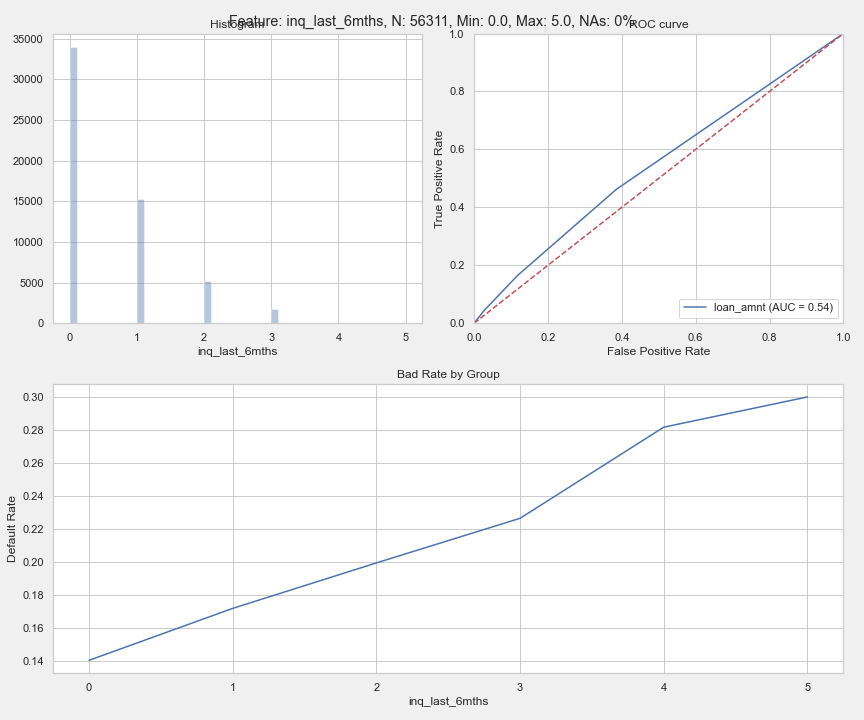 Feature: inq_last_6mths, N: 56311, Min: 0.0, Max: 5.0, NAs: 0%
Histogram
35000
30000
25000
20000
15000
10000
5000
0
0 1 2 3 4 5
inq_last_6mths
ROC curve
True Positive Rate
1.0
0.8
0.6
0.4
0.2
0.0
0.0 0.2 0.4 0.6 0.8 1.0
loan_amnt (AUC = 0.54)
False Positive Rate
Bad Rate by Group
Default Rate
0.30
0.28
0.26
0.24
0.22
0.20
0.18
0.16
0.14
0 1 2 3 4 5
inq_last_6mths